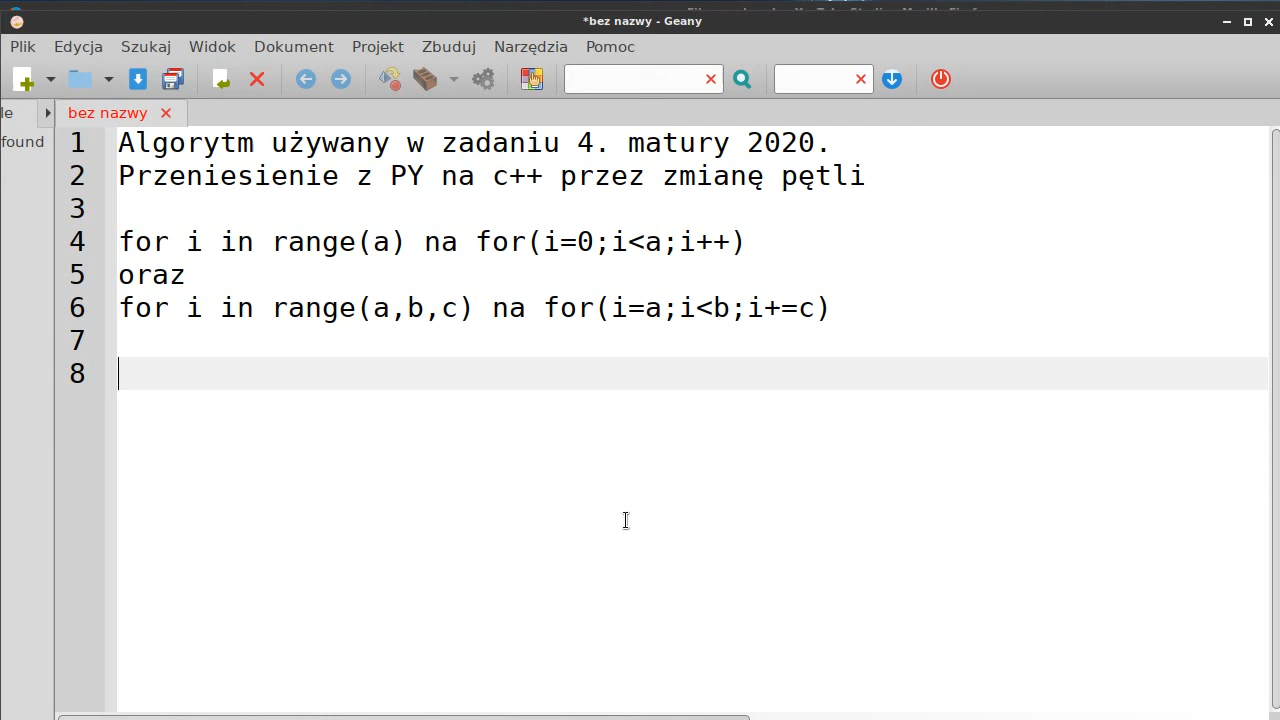 *bez nazwy - Geany
Plik Edycja Szukaj Widok Dokument Projekt Zbuduj Narzędzia Pomoc
le
bez nazwy
found
1 Algorytm używany w zadaniu 4. matury 2020.
2 Przeniesienie z PY na c++ przez zmianę pętli
3
4 for i in range(a) na for(i=0;i<a;i++)
5 oraz
6 for i in range(a,b,c) na for(i=a;i<b;i+=c)
7
8